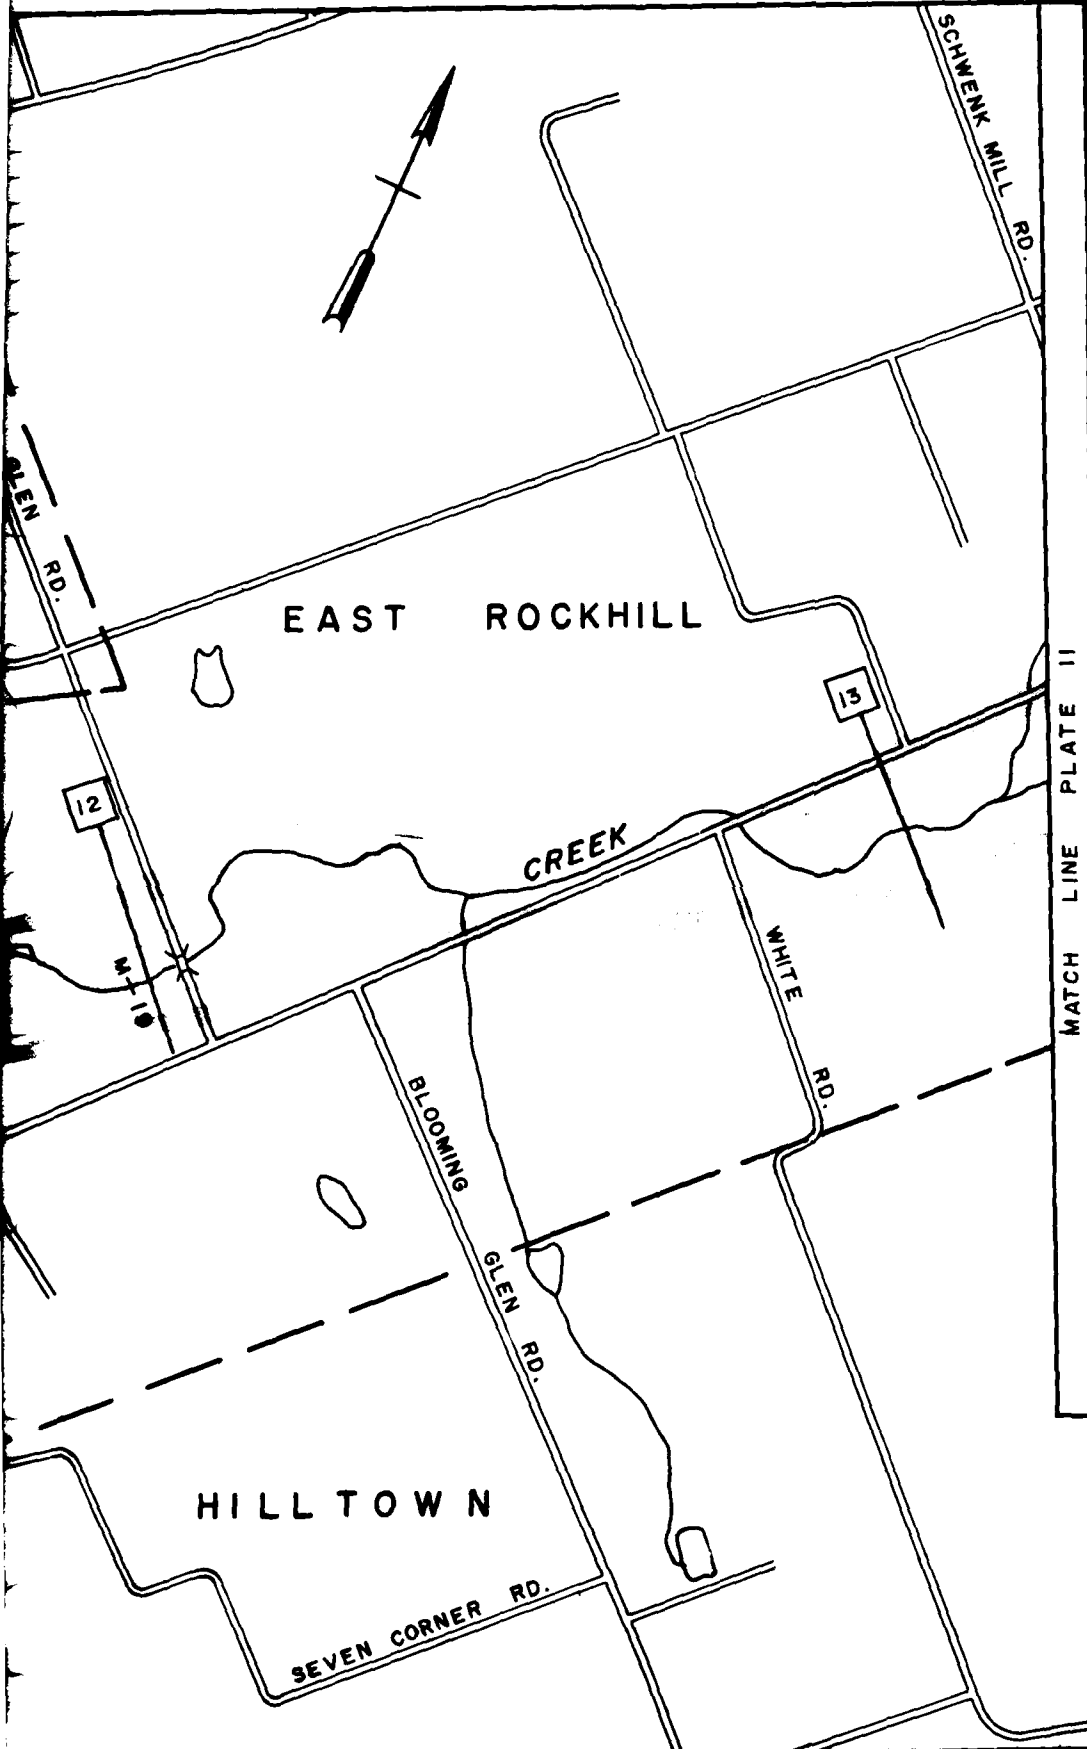 SCHWENK MILL RD.
GLEN RD.
EAST ROCKHILL
13
12
CREEK
MATCH LINE PLATE 11
WHITE RD.
BLOOMING GLEN RD.
HILLTOWN
SEVEN CORNER RD.